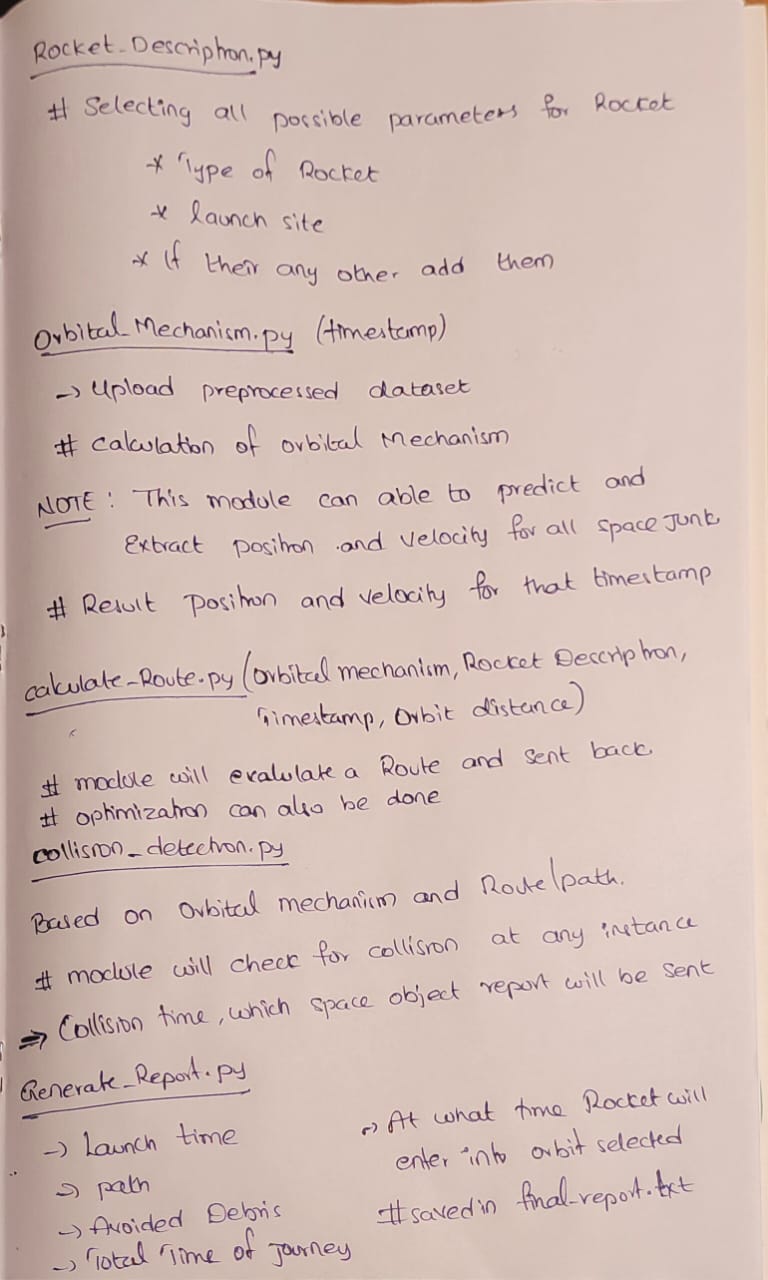 Rocket_Description.py
# Selecting all possible parameters for Rocket
* Type of Rocket
* launch site
* If their any other add them
Orbital_Mechanism.py (timestamp)
→ Upload preprocessed dataset
# calculation of orbital Mechanism
NOTE : This module can able to predict and
Extract position and velocity for all space junk
# Result position and velocity for that timestamp
calculate_Route.py (Orbital mechanism, Rocket Description,
Timestamp, Orbit distance)
# module will evalulate a Route and sent back
# optimization can also be done
collision_detection.py
Based on Orbital mechanism and Route/path.
# module will check for collision at any instance
⇒ Collision time, which space object report will be sent
Generate_Report.py
→ Launch time
→ path
→ Avoided Debris
→ Total Time of Journey
→ At what time Rocket will
enter into orbit selected
# saved in final_report.txt